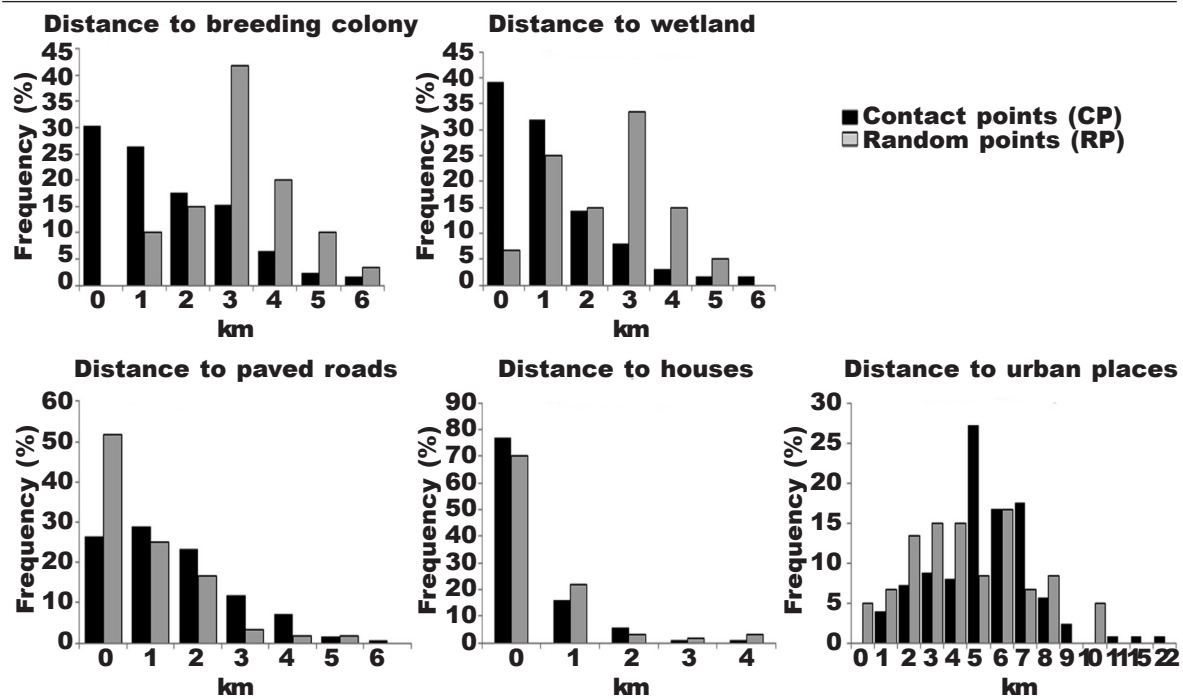 Distance to breeding colony
45
40
35
30
25
20
15
10
5
0
Frequency (%)
0 1 2 3 4 5 6
km
Distance to wetland
45
40
35
30
25
20
15
10
5
0
Frequency (%)
0 1 2 3 4 5 6
km
Contact points (CP)
Random points (RP)
Distance to paved roads
60
50
40
30
20
10
0
Frequency (%)
0 1 2 3 4 5 6
km
Distance to houses
90
80
70
60
50
40
30
20
10
0
Frequency (%)
0 1 2 3 4
km
Distance to urban places
30
25
20
15
10
5
0
Frequency (%)
0 1 2 3 4 5 6 7 8 9 10 11 15 22
km